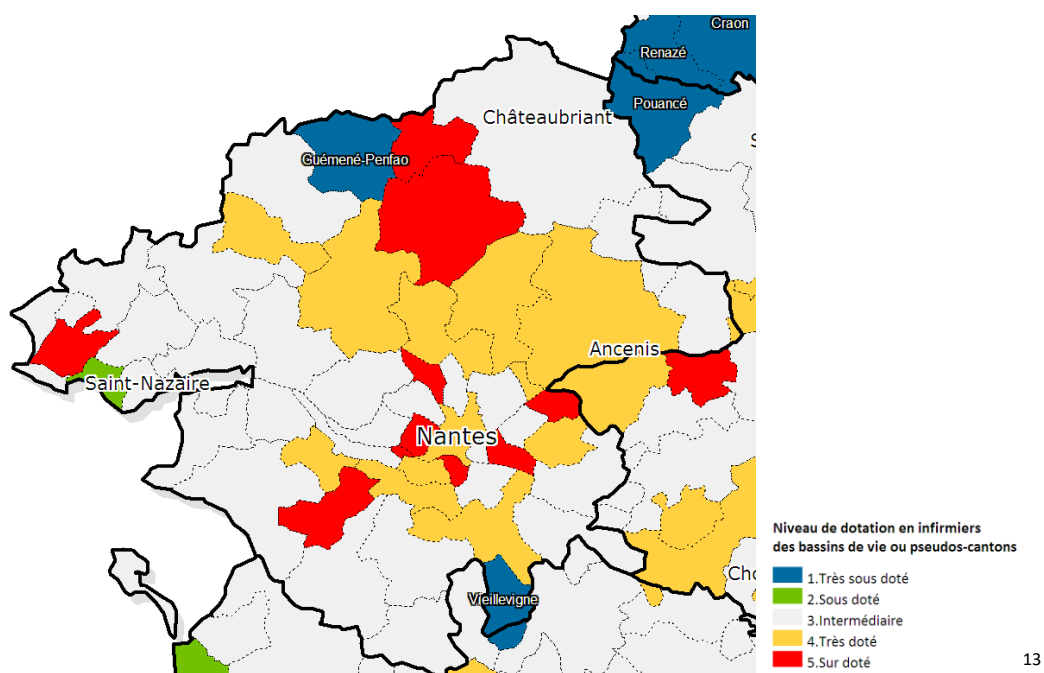 Craon
Renazé
Pouancé
Châteaubriant
S
Guémené-Penfao
Ancenis
Saint-Nazaire
Nantes
Cho
Vieillevigne
Niveau de dotation en infirmiers
des bassins de vie ou pseudos-cantons
1.Très sous doté
2.Sous doté
3.Intermédiaire
4.Très doté
5.Sur doté
13